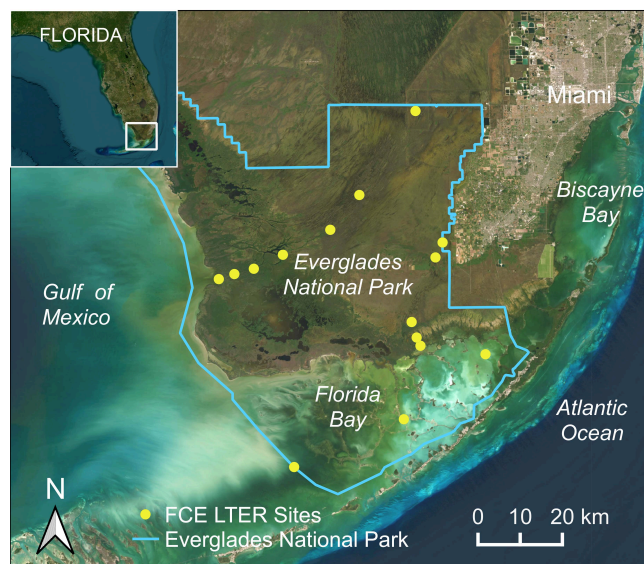 FLORIDA
Miami
Biscayne
Bay
Everglades
National Park
Gulf of
Mexico
Florida
Bay
Atlantic
Ocean
N
FCE LTER Sites
Everglades National Park
0 10 20 km